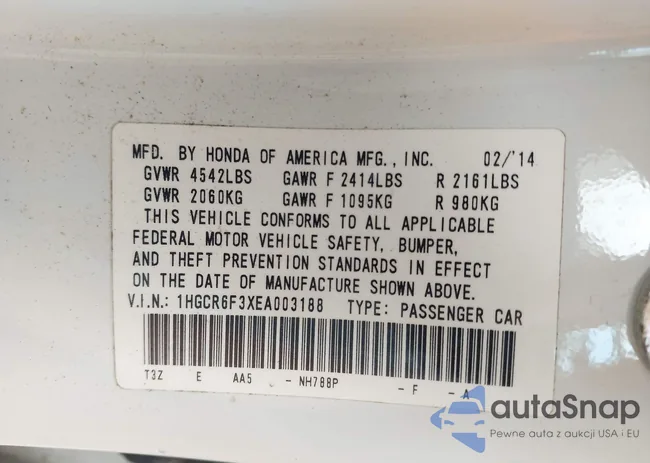 MFD. BY HONDA OF AMERICA MFG., INC. 02/'14
GVWR 4542LBS GAWR F 2414LBS R 2161LBS
GVWR 2060KG GAWR F 1095KG R 980KG
THIS VEHICLE CONFORMS TO ALL APPLICABLE
FEDERAL MOTOR VEHICLE SAFETY, BUMPER,
AND THEFT PREVENTION STANDARDS IN EFFECT
ON THE DATE OF MANUFACTURE SHOWN ABOVE.
V.I.N.: 1HGCR6F3XEA003188 TYPE: PASSENGER CAR
T3Z E AA5 - NH788P - F - A
autaSnap
Pewne auta z aukcji USA i EU